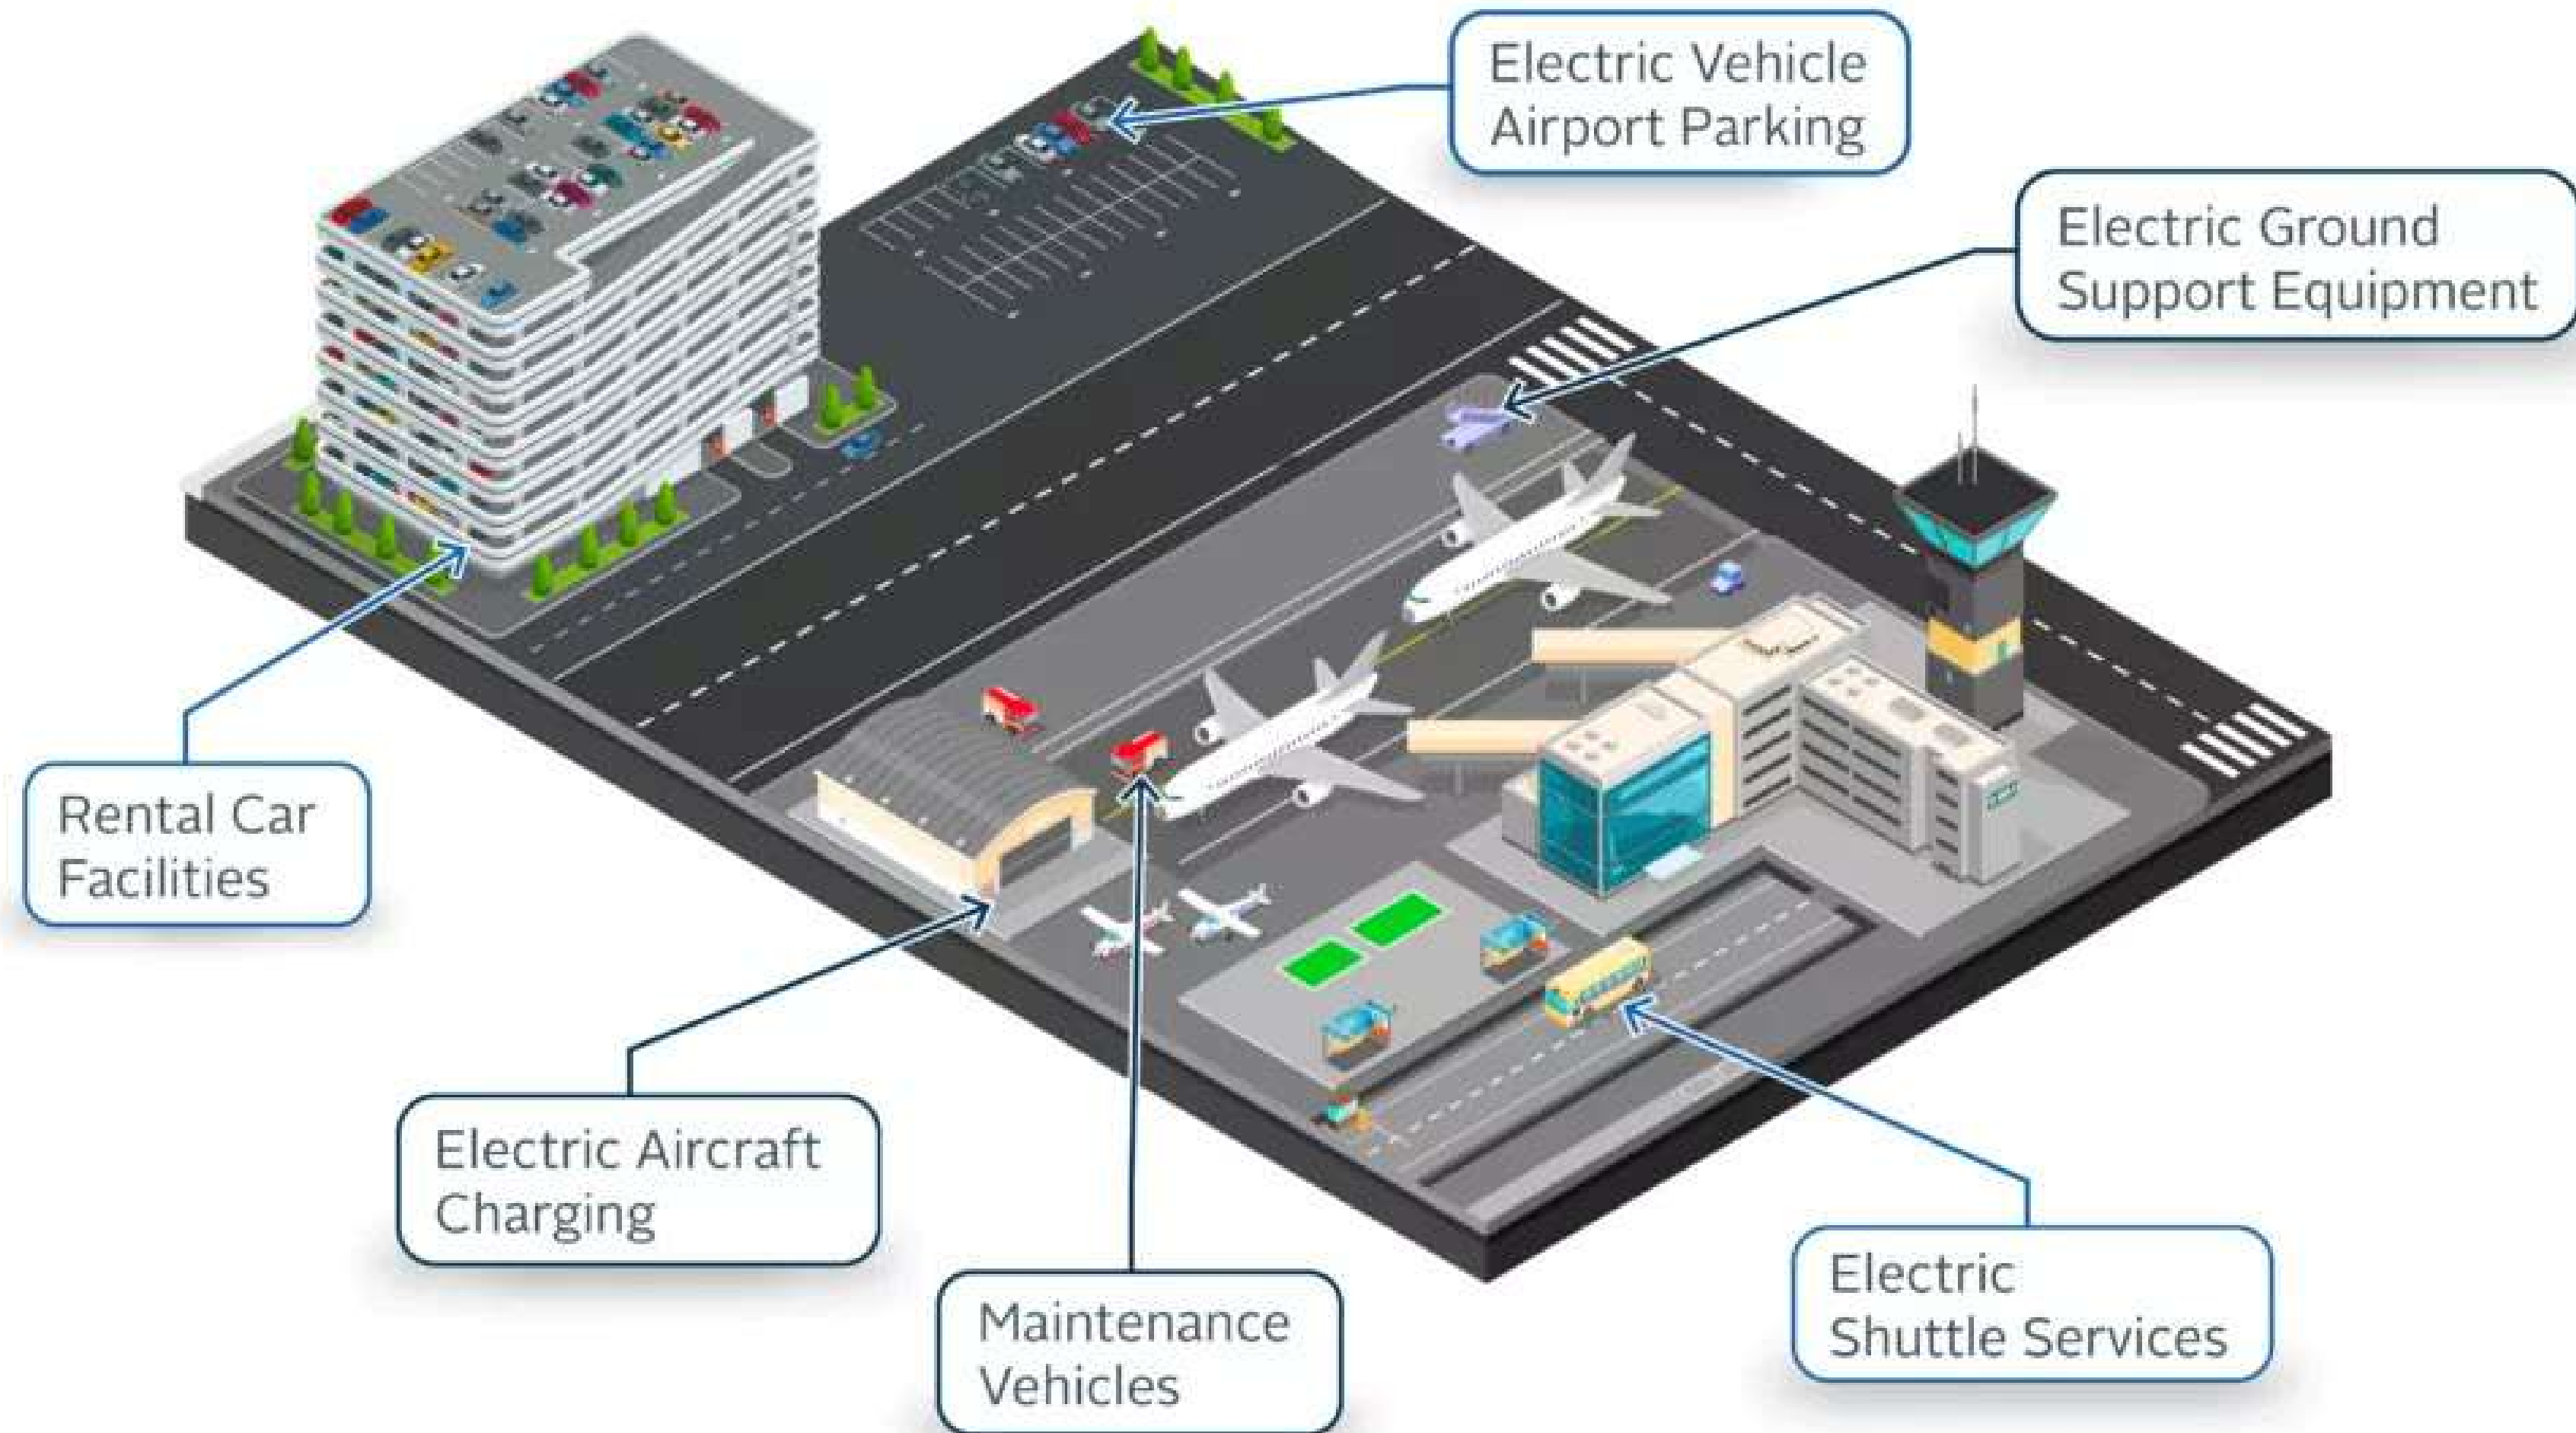 Electric Vehicle
Airport Parking
Electric Ground
Support Equipment
Rental Car
Facilities
Electric Aircraft
Charging
Maintenance
Vehicles
Electric
Shuttle Services